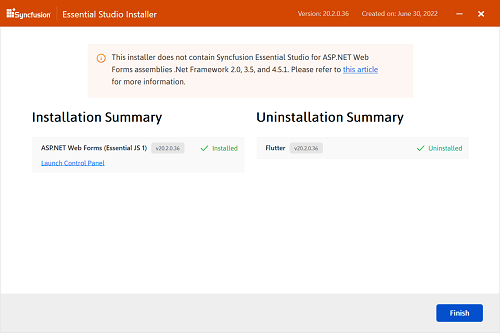 Syncfusion Essential Studio Installer Version: 20.2.0.36 Created on: June 30, 2022
This installer does not contain Syncfusion Essential Studio for ASP.NET Web
Forms assemblies .Net Framework 2.0, 3.5, and 4.5.1. Please refer to this article
for more information.
Installation Summary
ASP.NET Web Forms (Essential JS 1) v20.2.0.36 Installed
Launch Control Panel
Uninstallation Summary
Flutter v20.2.0.36 Uninstalled
Finish